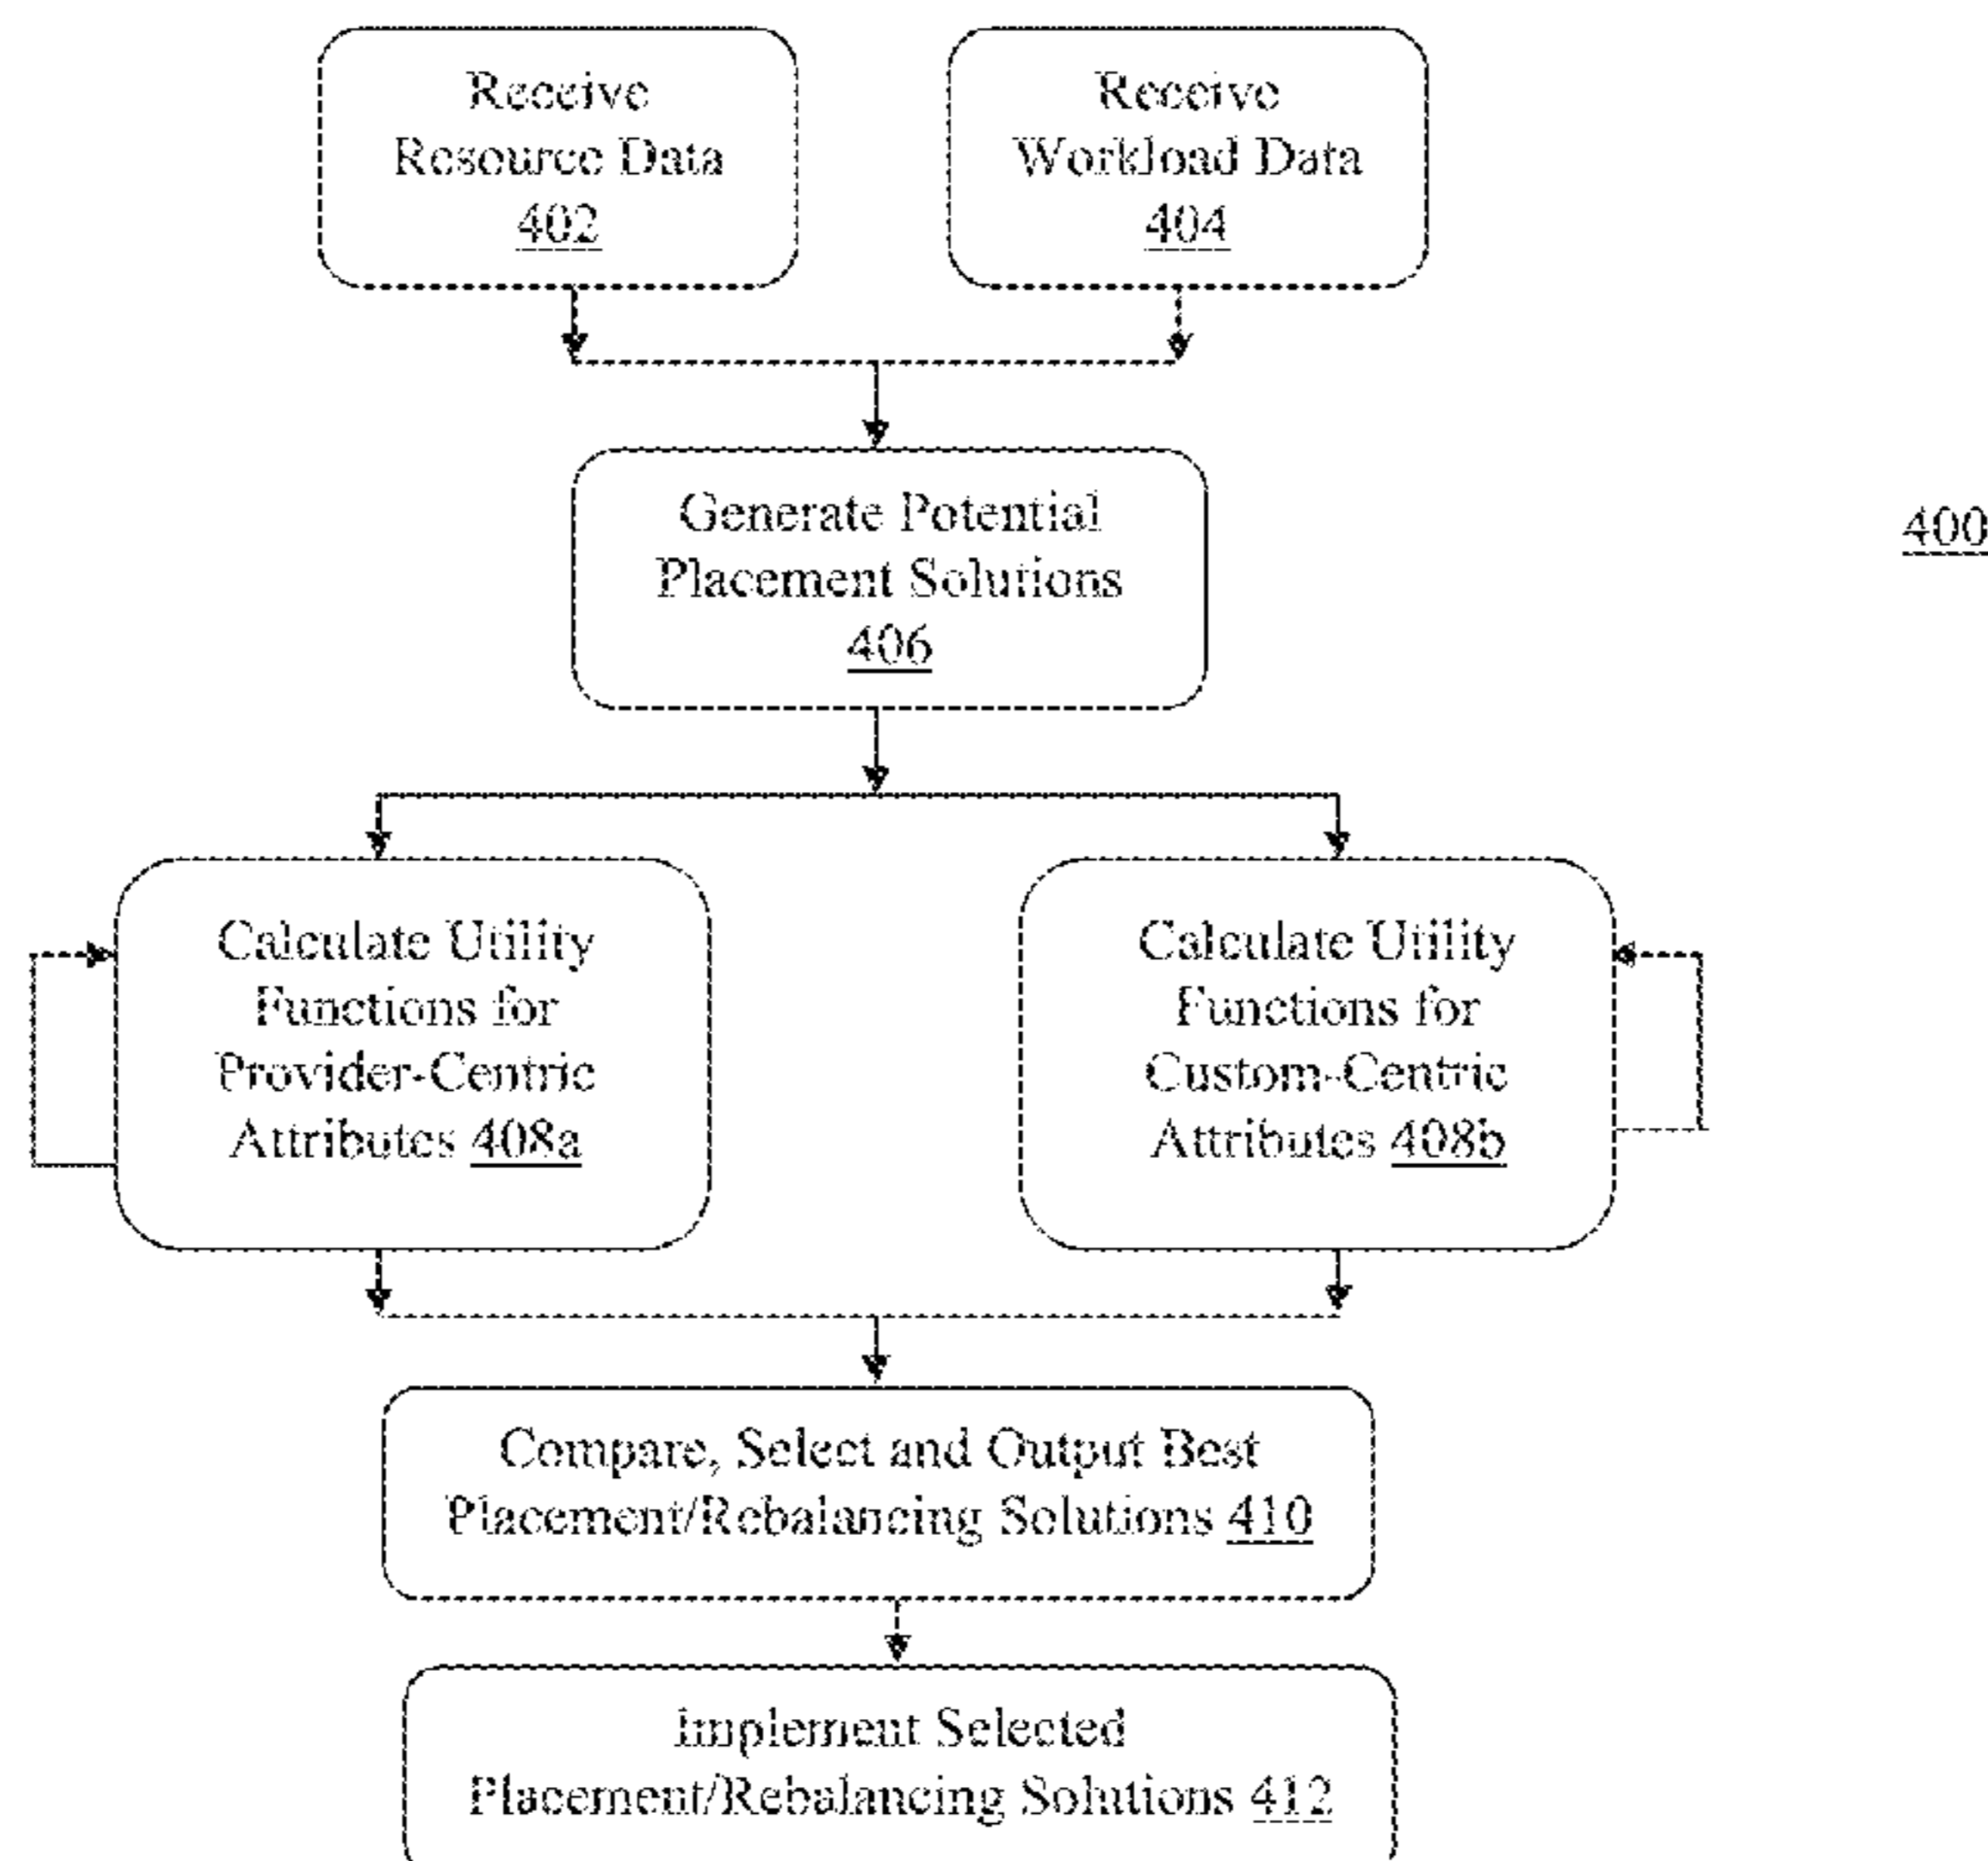 Receive
Resource Data
402
Receive
Workload Data
404
Generate Potential
Placement Solutions
406
400
Calculate Utility
Functions for
Provider-Centric
Attributes 408a
Calculate Utility
Functions for
Custom-Centric
Attributes 408b
Compare, Select and Output Best
Placement/Rebalancing Solutions 410
Implement Selected
Placement/Rebalancing Solutions 412